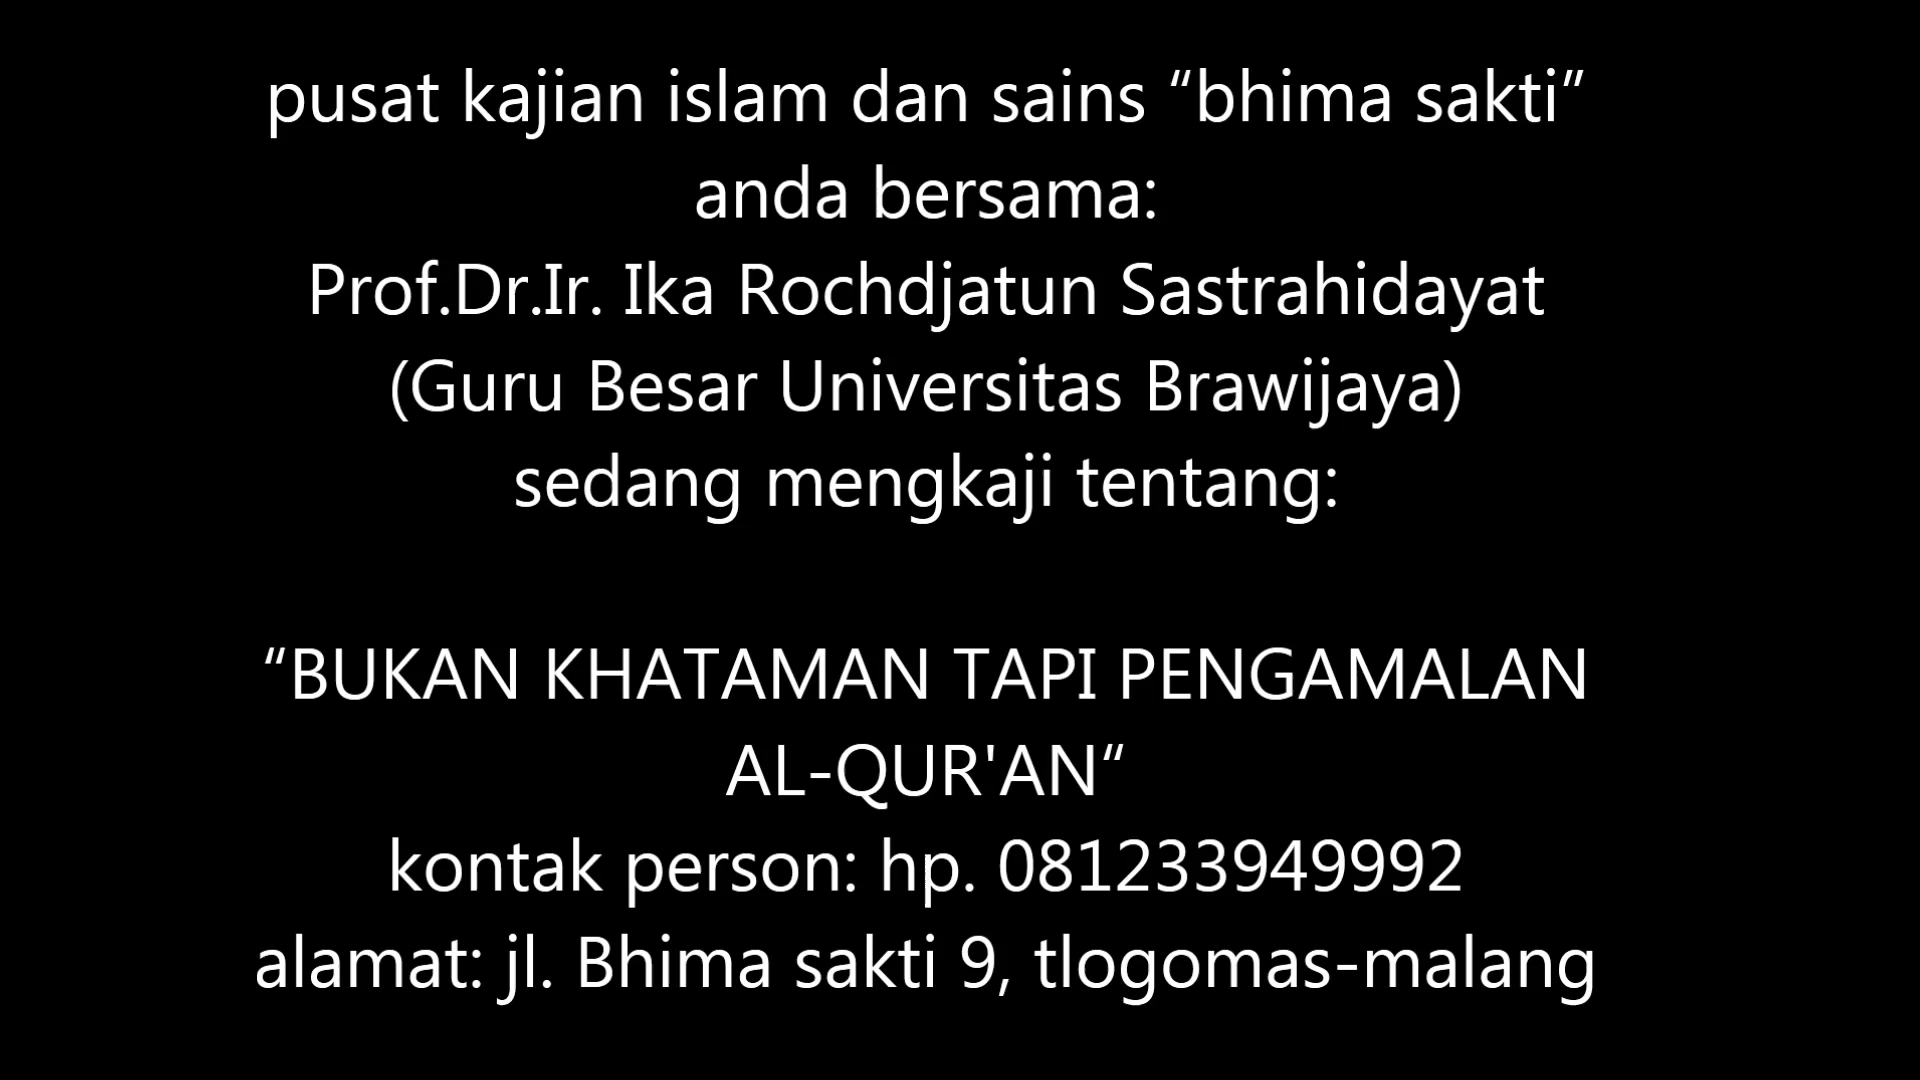 pusat kajian islam dan sains “bhima sakti”
anda bersama:
Prof.Dr.Ir. Ika Rochdjatun Sastrahidayat
(Guru Besar Universitas Brawijaya)
sedang mengkaji tentang:
“BUKAN KHATAMAN TAPI PENGAMALAN
AL-QUR'AN“
kontak person: hp. 081233949992
alamat: jl. Bhima sakti 9, tlogomas-malang